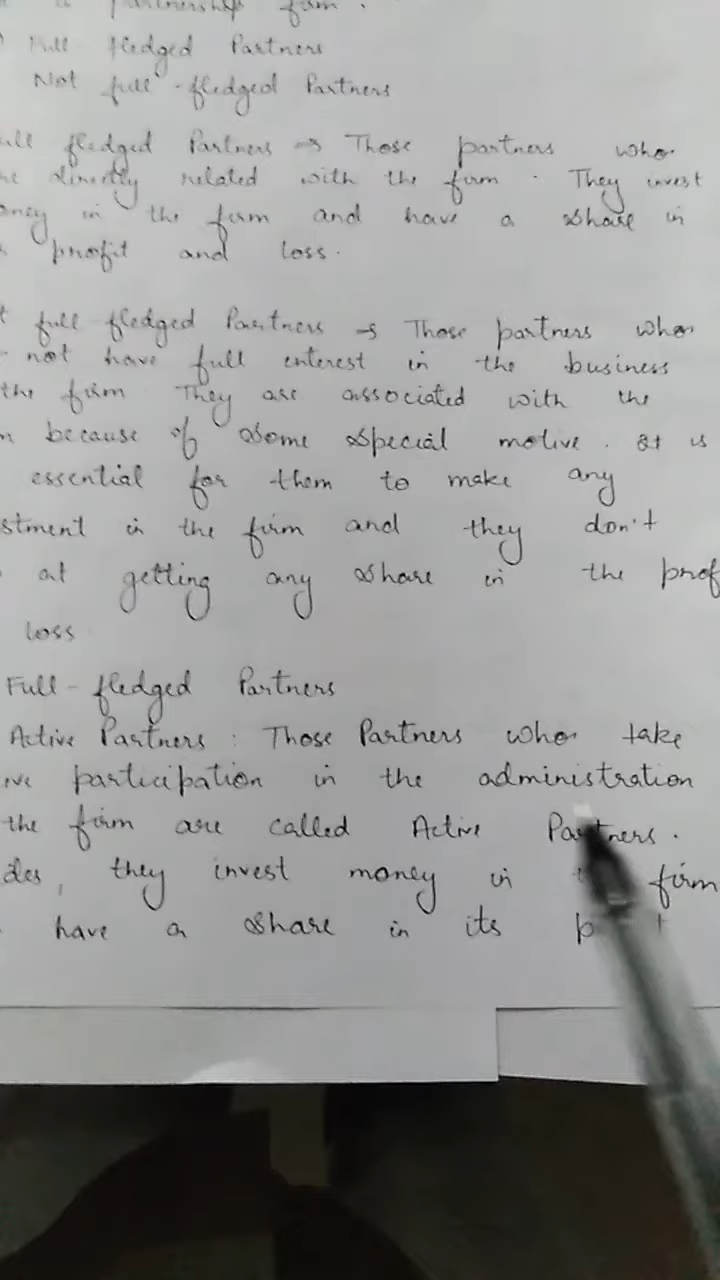 a partnership firm.
Full fledged Partners
Not full-fledged Partners
fledged Partners → Those partners who
directly related with the firm. They invest
in the firm and have a share in
profit and loss.
full fledged Partners → Those partners who
not have full interest in the business
the firm They are associated with the
because of some special motive. It is
essential for them to make any
in the firm and they don't
at getting any share in the prof
loss
Full-fledged Partners
Active Partners: Those Partners who take
participation in the administration
the firm are called Active Partners.
they invest money in firm
have a share in its